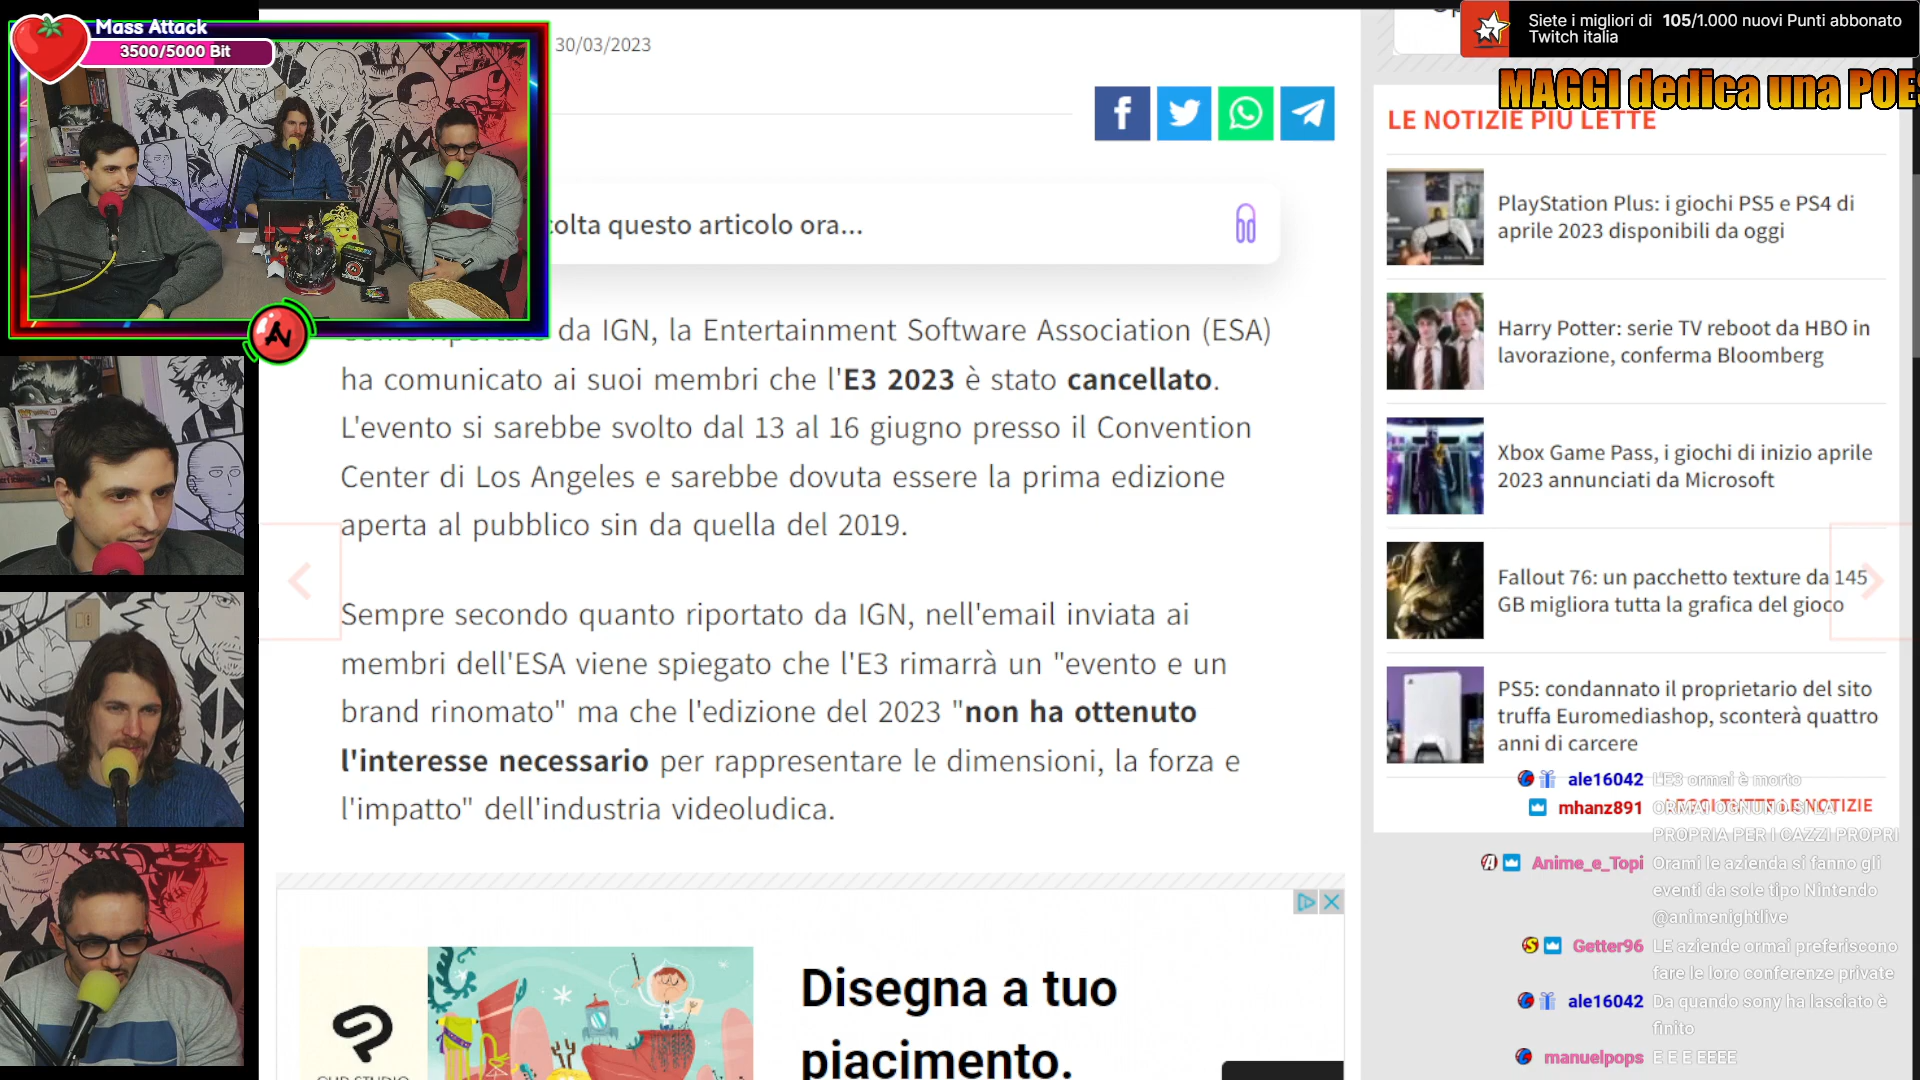 Mass Attack
3500/5000 Bit
30/03/2023
colta questo articolo ora...
da IGN, la Entertainment Software Association (ESA)
ha comunicato ai suoi membri che l'E3 2023 è stato cancellato.
L'evento si sarebbe svolto dal 13 al 16 giugno presso il Convention
Center di Los Angeles e sarebbe dovuta essere la prima edizione
aperta al pubblico sin da quella del 2019.
Sempre secondo quanto riportato da IGN, nell'email inviata ai
membri dell'ESA viene spiegato che l'E3 rimarrà un "evento e un
brand rinomato" ma che l'edizione del 2023 "non ha ottenuto
l'interesse necessario per rappresentare le dimensioni, la forza e
l'impatto" dell'industria videoludica.
Disegna a tuo
piacimento.
Siete i migliori di 105/1.000 nuovi Punti abbonato
Twitch italia
MAGGI dedica una POE
LE NOTIZIE PIÙ LETTE
PlayStation Plus: i giochi PS5 e PS4 di
aprile 2023 disponibili da oggi
Harry Potter: serie TV reboot da HBO in
lavorazione, conferma Bloomberg
Xbox Game Pass, i giochi di inizio aprile
2023 annunciati da Microsoft
Fallout 76: un pacchetto texture da 145
GB migliora tutta la grafica del gioco
PS5: condannato il proprietario del sito
truffa Euromediashop, sconterà quattro
anni di carcere
LEGGI TUTTE LE NOTIZIE
ale16042 L'E3 ormai è morto
mhanz891 ORMAI OGNUNO SI LA
PROPRIA PER I CAZZI PROPRI
Anime_e_Topi Orami le azienda si fanno gli
eventi da sole tipo Nintendo
@animenightlive
Getter96 LE aziende ormai preferiscono
fare le loro conferenze private
ale16042 Da quando sony ha lasciato è
finito
manuelpops E E E EEEE